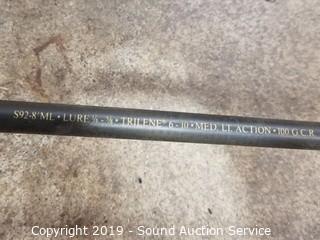 S92-8'ML • LURE ⅛ - ¾ • TRILENE® 6 - 10 • MED. LT. ACTION • 100 G.C.R.
Copyright 2019 - Sound Auction Service